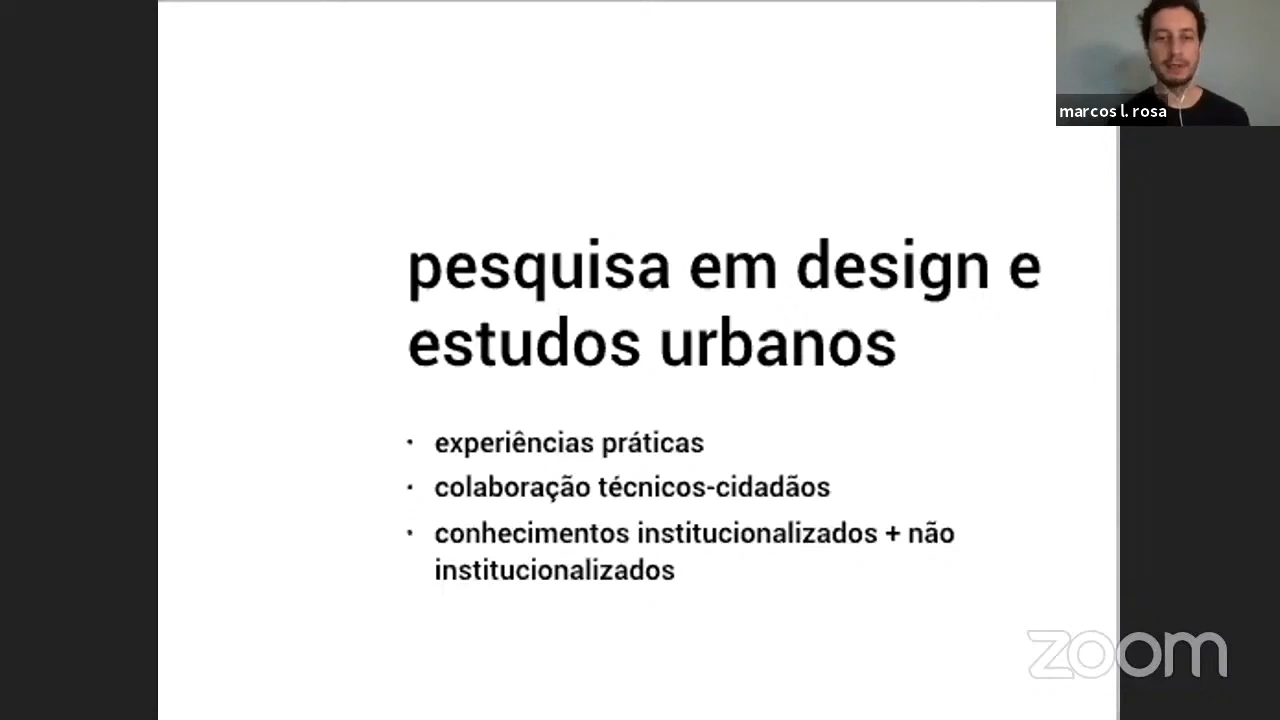 marcos l. rosa
pesquisa em design e
estudos urbanos
• experiências práticas
• colaboração técnicos-cidadãos
• conhecimentos institucionalizados + não
institucionalizados
zoom